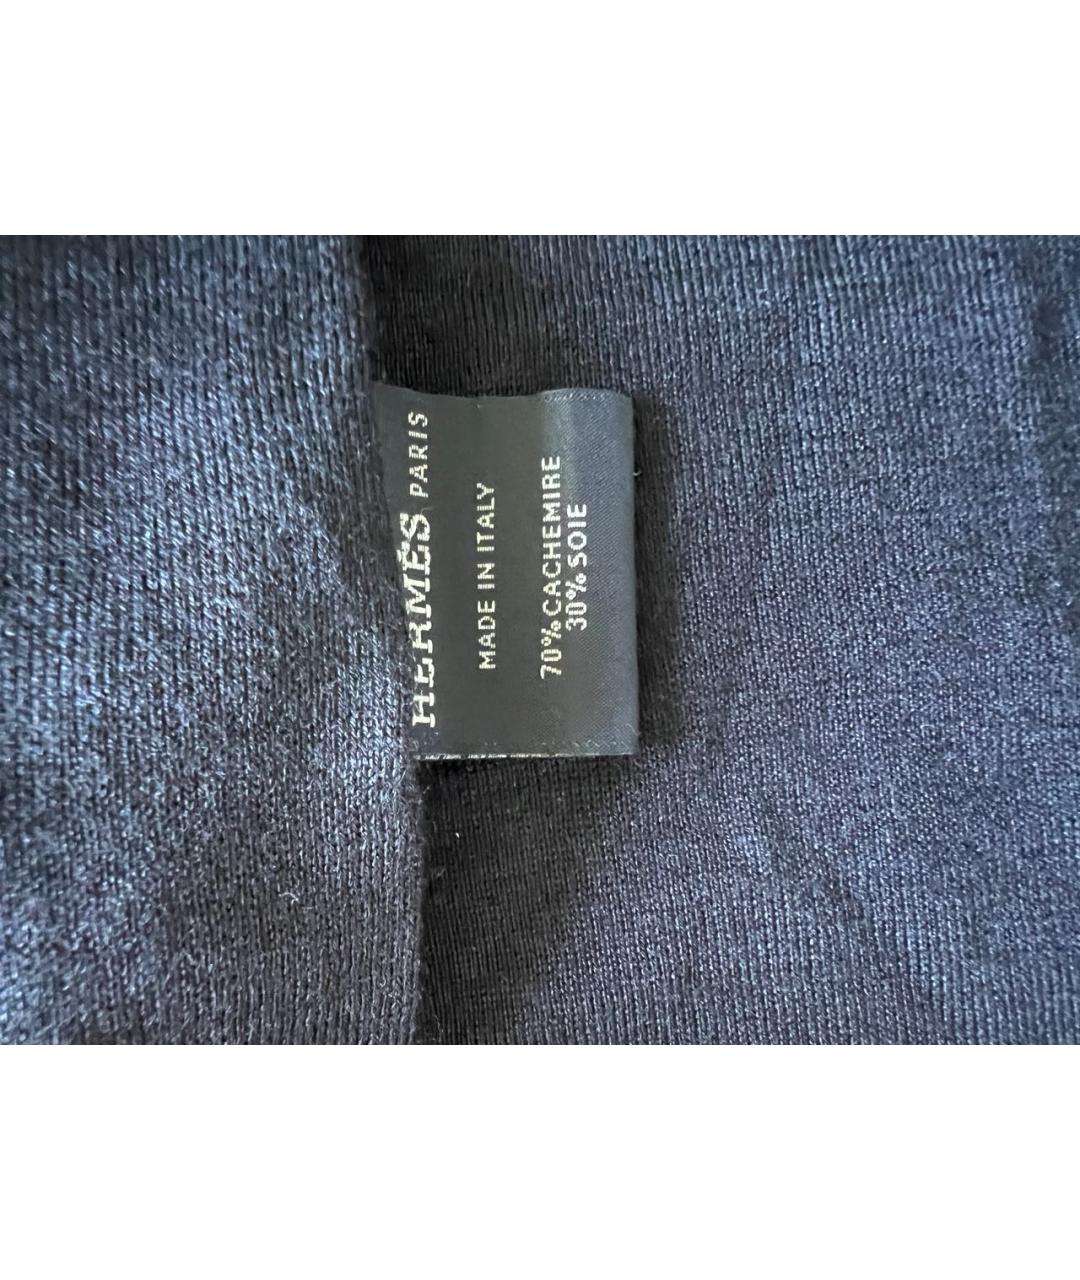 HERMÈS PARIS
MADE IN ITALY
70% CACHEMIRE
30% SOIE